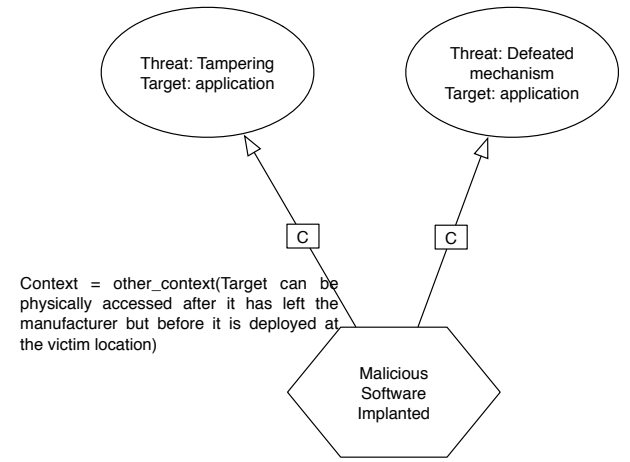 Threat: Tampering
Target: application
Threat: Defeated
mechanism
Target: application
C
C
Context = other_context(Target can be
physically accessed after it has left the
manufacturer but before it is deployed at
the victim location)
Malicious
Software
Implanted